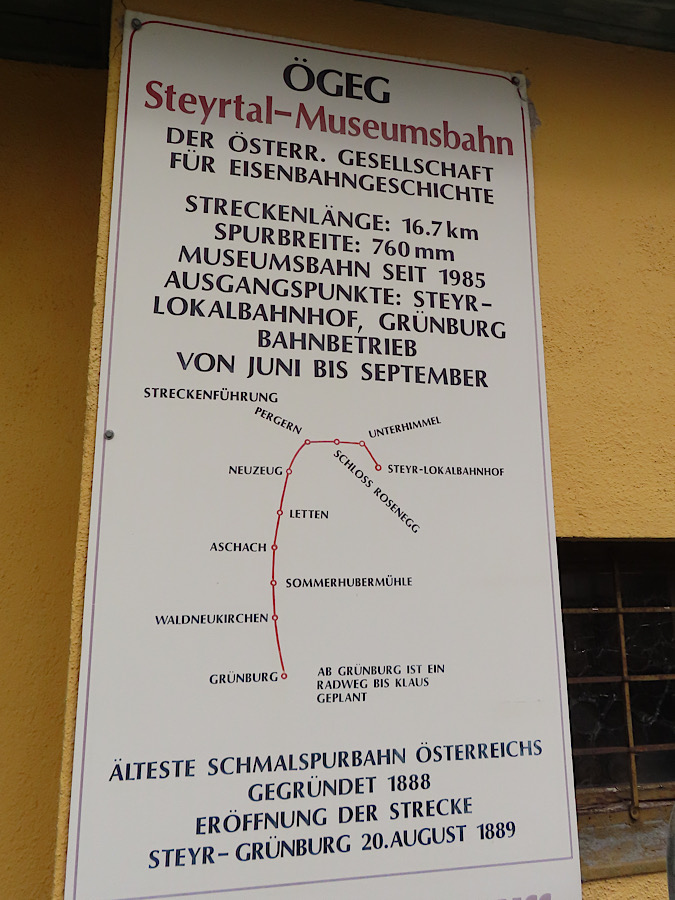 ÖGEG
Steyrtal-Museumsbahn
DER ÖSTERR. GESELLSCHAFT
FÜR EISENBAHNGESCHICHTE
STRECKENLÄNGE: 16.7 km
SPURBREITE: 760 mm
MUSEUMSBAHN SEIT 1985
AUSGANGSPUNKTE: STEYR-
LOKALBAHNHOF, GRÜNBURG
BAHNBETRIEB
VON JUNI BIS SEPTEMBER
STRECKENFÜHRUNG
PERGERN
UNTERHIMMEL
NEUZEUG
SCHLOSS ROSENEGG
STEYR-LOKALBAHNHOF
LETTEN
ASCHACH
SOMMERHUBERMÜHLE
WALDNEUKIRCHEN
GRÜNBURG
AB GRÜNBURG IST EIN
RADWEG BIS KLAUS
GEPLANT
ÄLTESTE SCHMALSPURBAHN ÖSTERREICHS
GEGRÜNDET 1888
ERÖFFNUNG DER STRECKE
STEYR-GRÜNBURG 20.AUGUST 1889